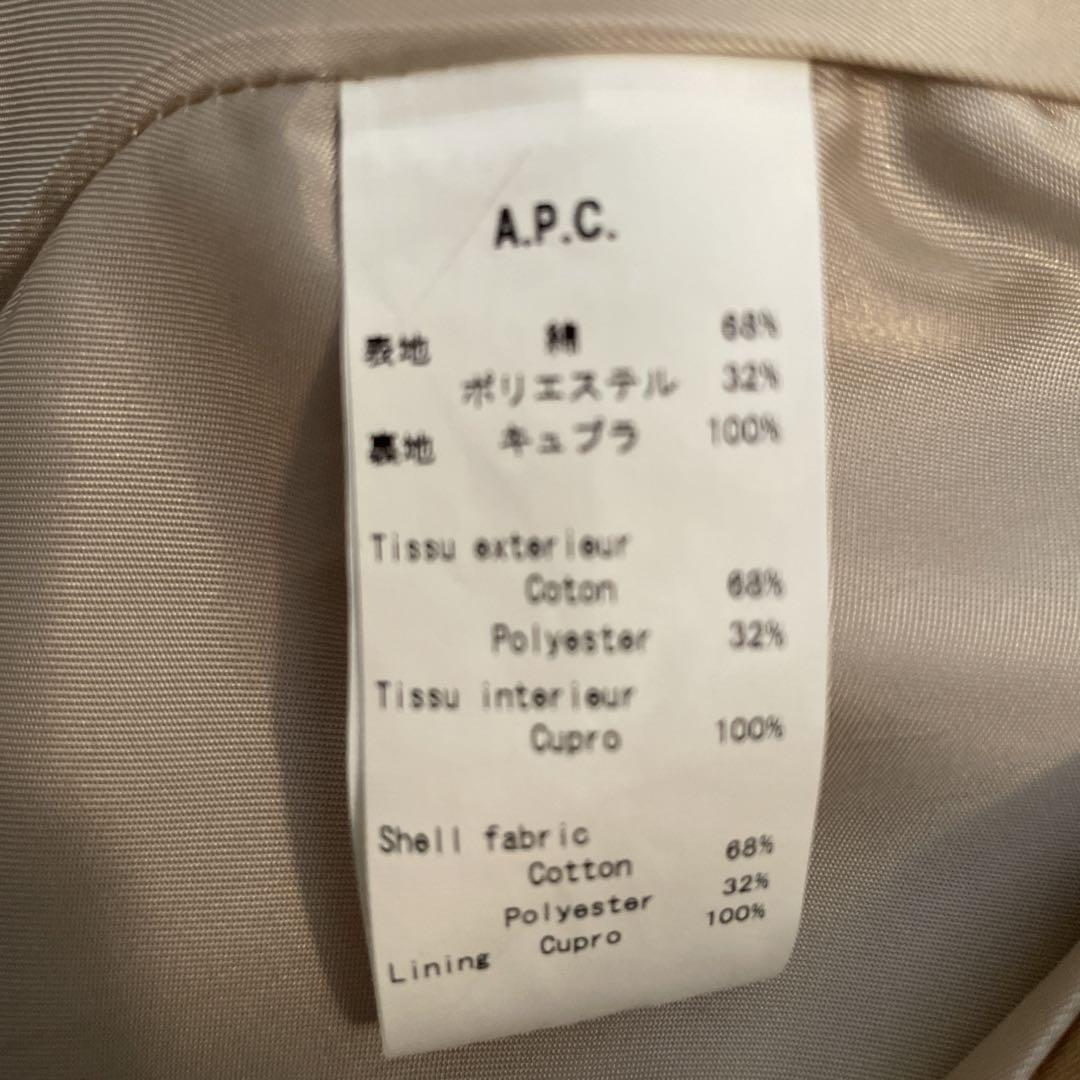 A.P.C.
表地 綿 68%
ポリエステル 32%
裏地 キュプラ 100%
Tissu exterieur
Coton 68%
Polyester 32%
Tissu interieur
Cupro 100%
Shell fabric
Cotton 68%
Polyester 32%
Lining Cupro 100%